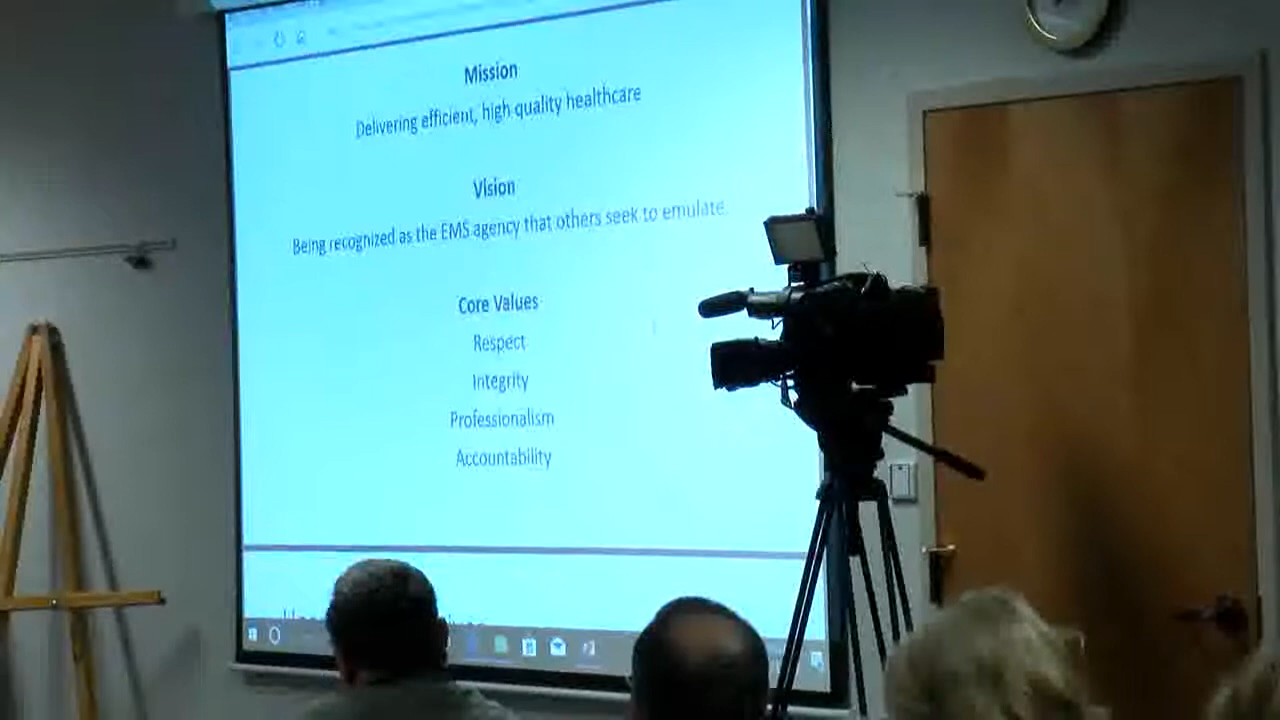 Mission
Delivering efficient, high quality healthcare
Vision
Being recognized as the EMS agency that others seek to emulate
Core Values
Respect
Integrity
Professionalism
Accountability